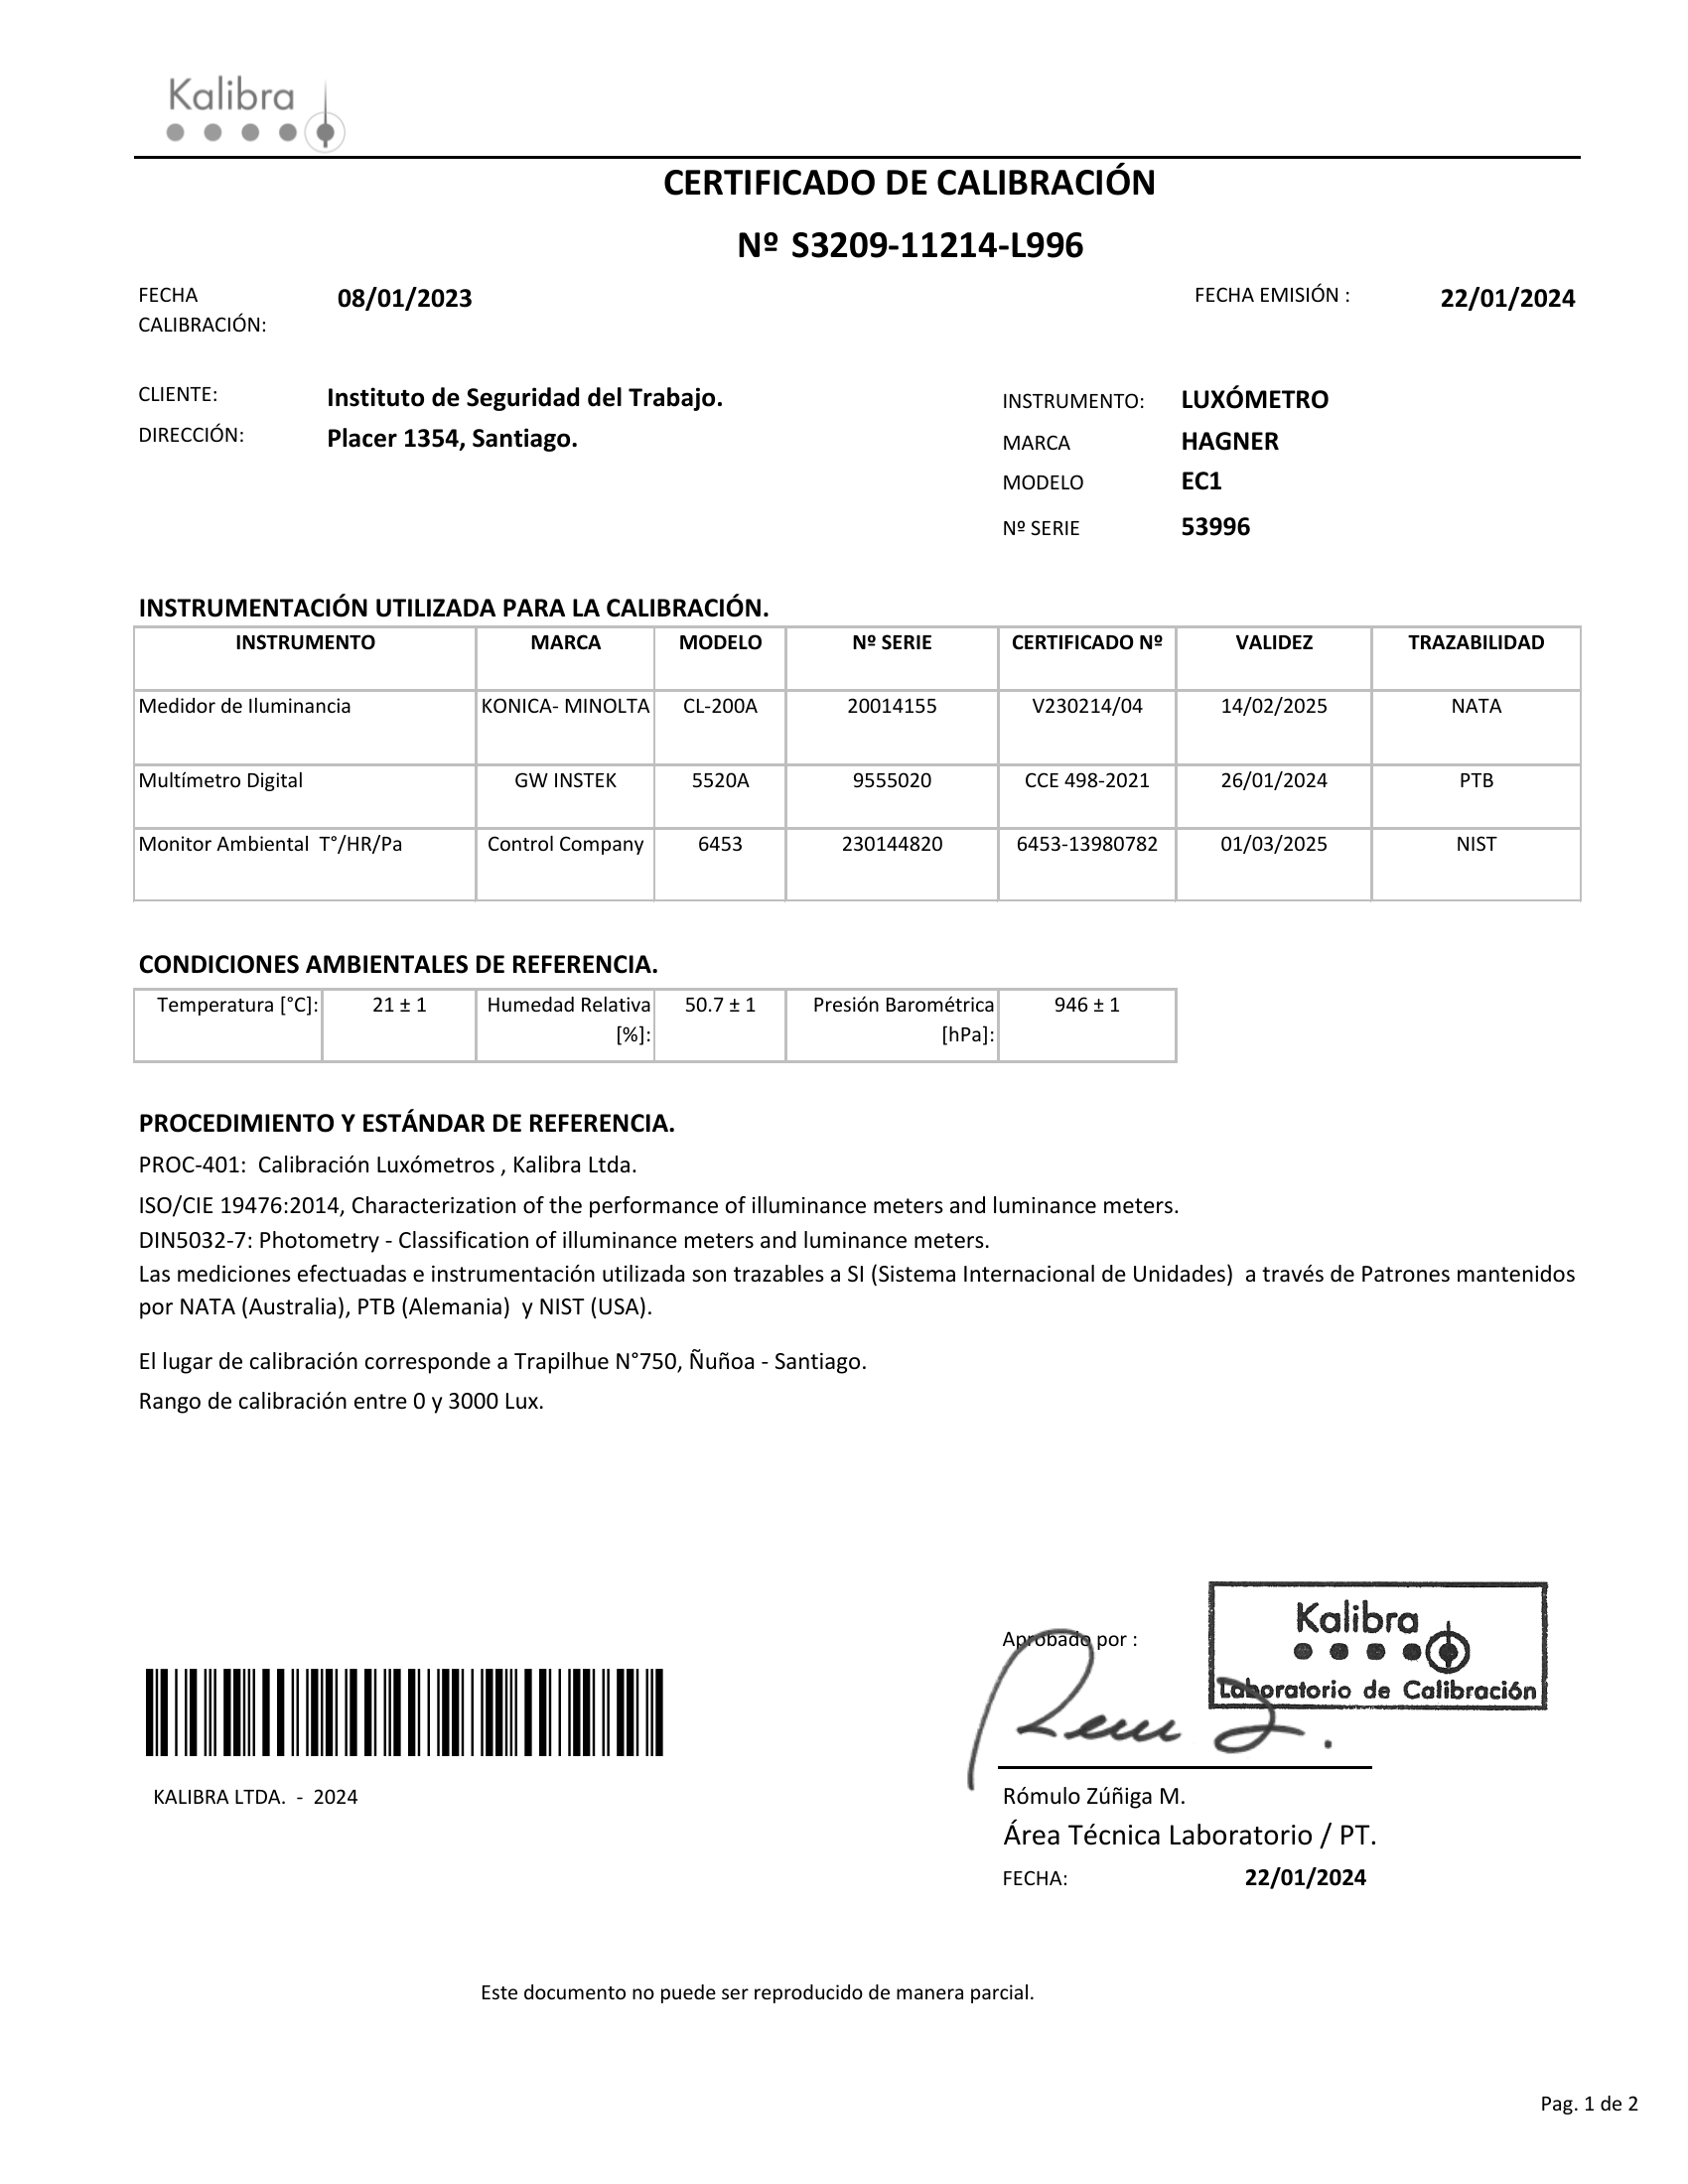 Kalibra
CERTIFICADO DE CALIBRACIÓN
Nº S3209-11214-L996
FECHA CALIBRACIÓN: 08/01/2023 FECHA EMISIÓN : 22/01/2024
CLIENTE: Instituto de Seguridad del Trabajo.
DIRECCIÓN: Placer 1354, Santiago.
INSTRUMENTO: LUXÓMETRO
MARCA HAGNER
MODELO EC1
Nº SERIE 53996
INSTRUMENTACIÓN UTILIZADA PARA LA CALIBRACIÓN.
INSTRUMENTO MARCA MODELO Nº SERIE CERTIFICADO Nº VALIDEZ TRAZABILIDAD
Medidor de Iluminancia KONICA- MINOLTA CL-200A 20014155 V230214/04 14/02/2025 NATA
Multímetro Digital GW INSTEK 5520A 9555020 CCE 498-2021 26/01/2024 PTB
Monitor Ambiental T°/HR/Pa Control Company 6453 230144820 6453-13980782 01/03/2025 NIST
CONDICIONES AMBIENTALES DE REFERENCIA.
Temperatura [°C]: 21 ± 1 Humedad Relativa [%]: 50.7 ± 1 Presión Barométrica [hPa]: 946 ± 1
PROCEDIMIENTO Y ESTÁNDAR DE REFERENCIA.
PROC-401: Calibración Luxómetros , Kalibra Ltda.
ISO/CIE 19476:2014, Characterization of the performance of illuminance meters and luminance meters.
DIN5032-7: Photometry - Classification of illuminance meters and luminance meters.
Las mediciones efectuadas e instrumentación utilizada son trazables a SI (Sistema Internacional de Unidades) a través de Patrones mantenidos
por NATA (Australia), PTB (Alemania) y NIST (USA).
El lugar de calibración corresponde a Trapilhue N°750, Ñuñoa - Santiago.
Rango de calibración entre 0 y 3000 Lux.
Kalibra
Laboratorio de Calibración
Aprobado por :
KALIBRA LTDA. - 2024
Rómulo Zúñiga M.
Área Técnica Laboratorio / PT.
FECHA: 22/01/2024
Este documento no puede ser reproducido de manera parcial.
Pag. 1 de 2